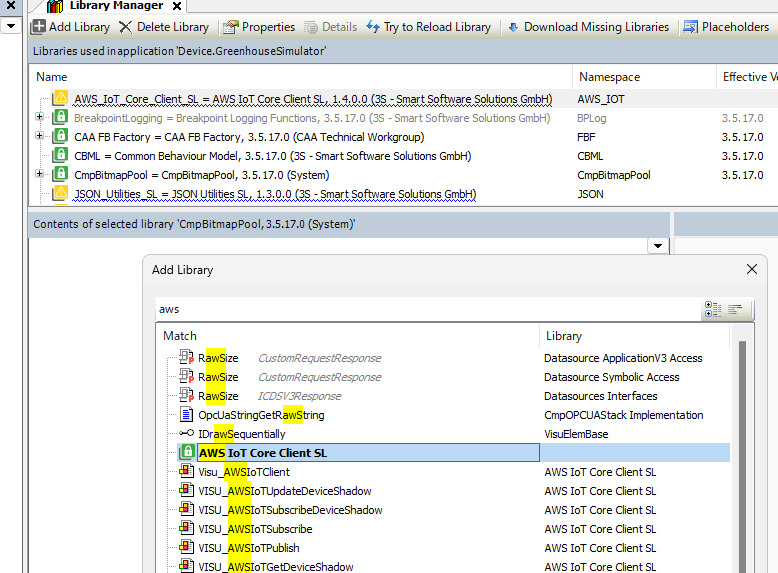 Library Manager
Add Library Delete Library Properties Details Try to Reload Library Download Missing Libraries Placeholders
Libraries used in application 'Device.GreenhouseSimulator'
Name Namespace Effective Ve
AWS_IoT_Core_Client_SL = AWS IoT Core Client SL, 1.4.0.0 (3S - Smart Software Solutions GmbH) AWS_IOT
BreakpointLogging = Breakpoint Logging Functions, 3.5.17.0 (3S - Smart Software Solutions GmbH) BPLog 3.5.17.0
CAA FB Factory = CAA FB Factory, 3.5.17.0 (CAA Technical Workgroup) FBF 3.5.17.0
CBML = Common Behaviour Model, 3.5.17.0 (3S - Smart Software Solutions GmbH) CBML 3.5.17.0
CmpBitmapPool = CmpBitmapPool, 3.5.17.0 (System) CmpBitmapPool 3.5.17.0
JSON_Utilities_SL = JSON Utilities SL, 1.3.0.0 (3S - Smart Software Solutions GmbH) JSON
Contents of selected library 'CmpBitmapPool, 3.5.17.0 (System)'
Add Library
aws
Match Library
RawSize CustomRequestResponse Datasource ApplicationV3 Access
RawSize CustomRequestResponse Datasource Symbolic Access
RawSize ICDSV3Response Datasources Interfaces
OpcUaStringGetRawString CmpOPCUAStack Implementation
IDrawSequentially VisuElemBase
AWS IoT Core Client SL
Visu_AWSIoTClient AWS IoT Core Client SL
VISU_AWSIoTUpdateDeviceShadow AWS IoT Core Client SL
VISU_AWSIoTSubscribeDeviceShadow AWS IoT Core Client SL
VISU_AWSIoTSubscribe AWS IoT Core Client SL
VISU_AWSIoTPublish AWS IoT Core Client SL
VISU_AWSIoTGetDeviceShadow AWS IoT Core Client SL